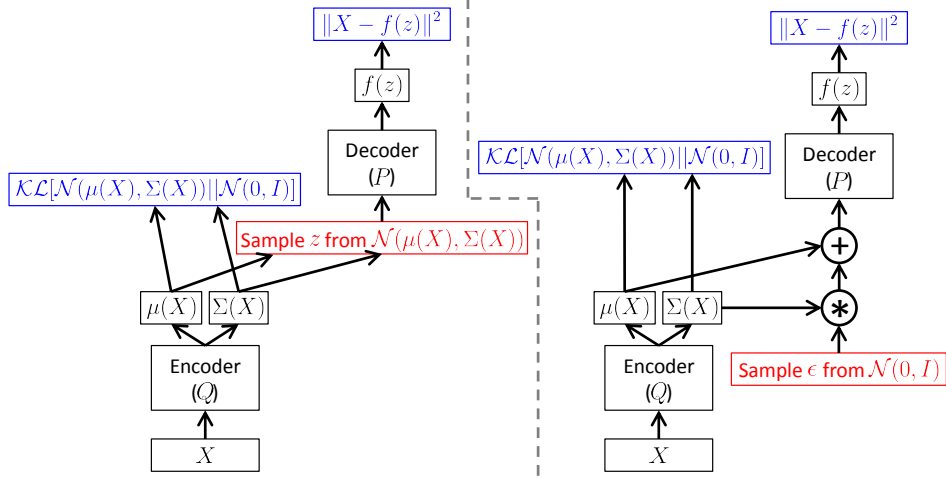 ‖X − f(z)‖²
f(z)
Decoder
(P)
𝒦ℒ[𝒩(μ(X), Σ(X))||𝒩(0, I)]
Sample z from 𝒩(μ(X), Σ(X))
μ(X)
Σ(X)
Encoder
(Q)
X
‖X − f(z)‖²
f(z)
Decoder
(P)
𝒦ℒ[𝒩(μ(X), Σ(X))||𝒩(0, I)]
+
μ(X)
Σ(X)
*
Encoder
(Q)
Sample ϵ from 𝒩(0, I)
X